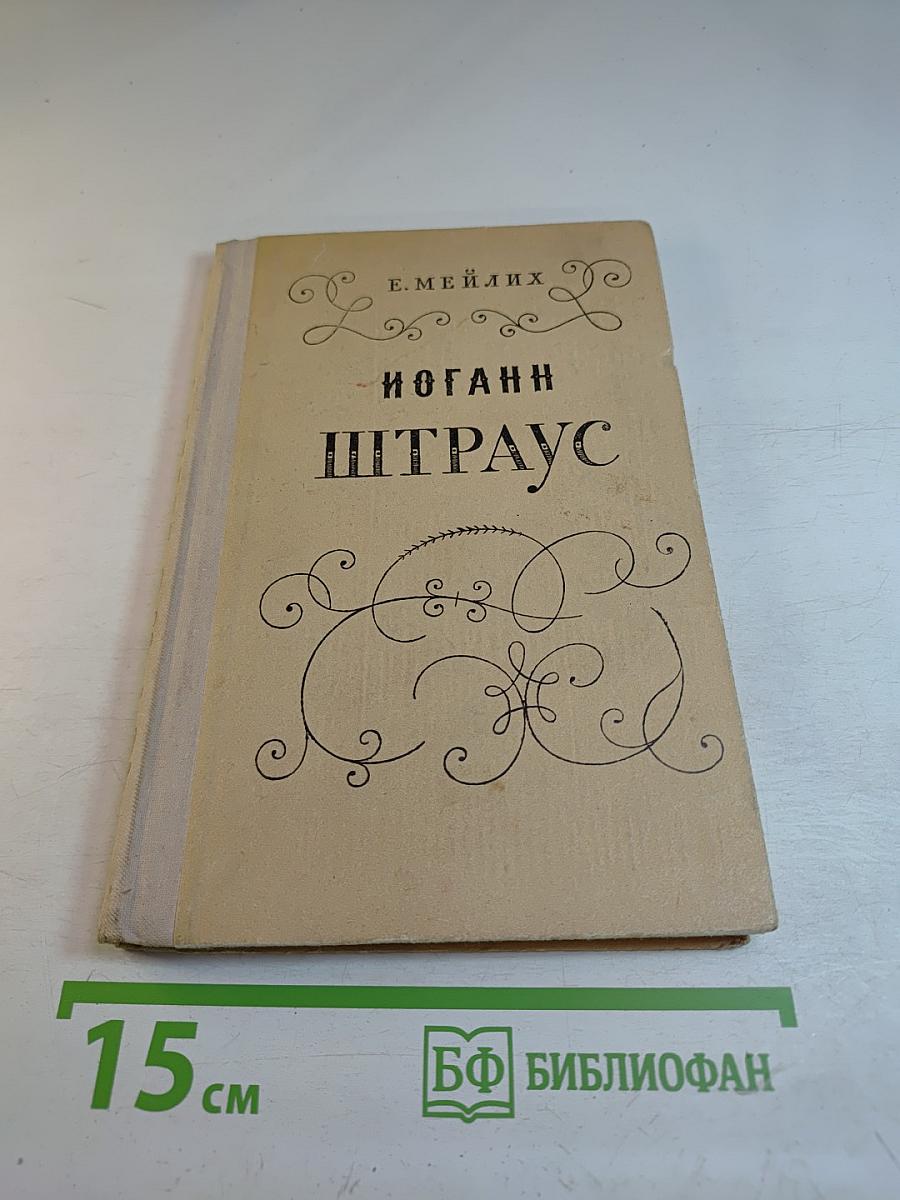 Е. МЕЙЛИХ
ИОГАНН
ШТРАУС
15 см
БФ БИБЛИОФАН